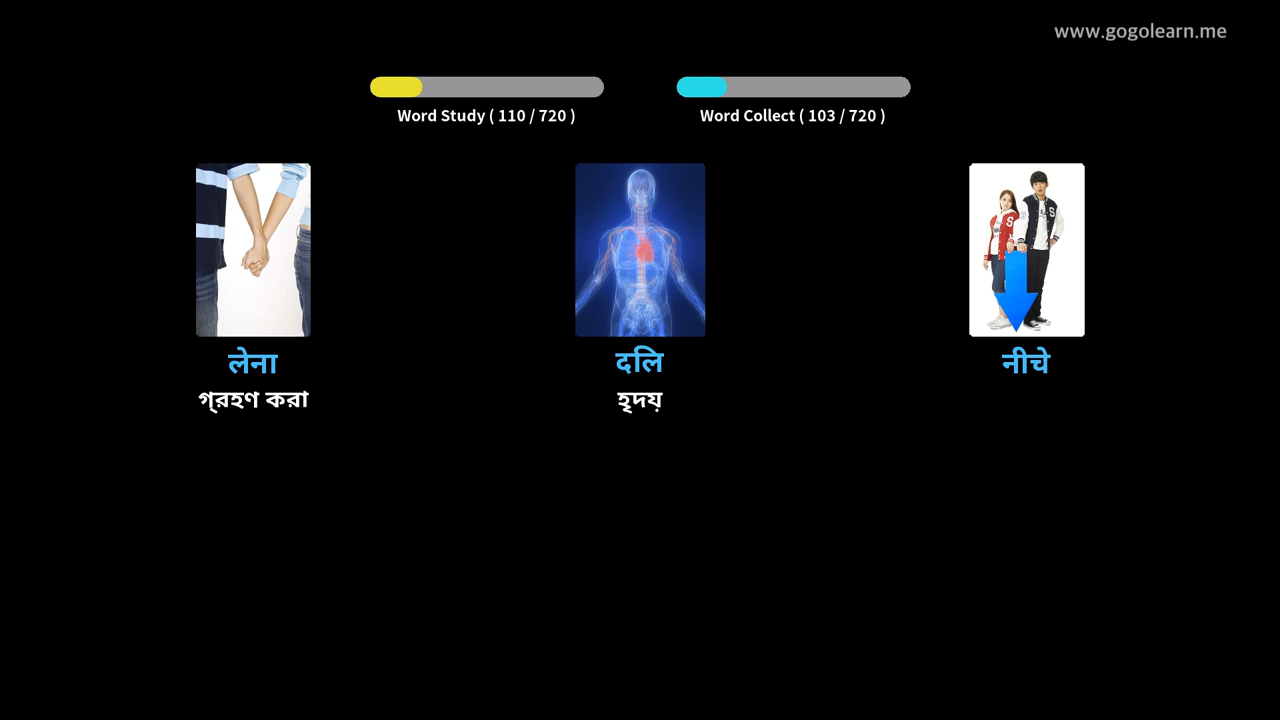 www.gogolearn.me
Word Study ( 110 / 720 )
Word Collect ( 103 / 720 )
लेना
दलि
नीचे
গ্‌রহণ করা
হৃদয়